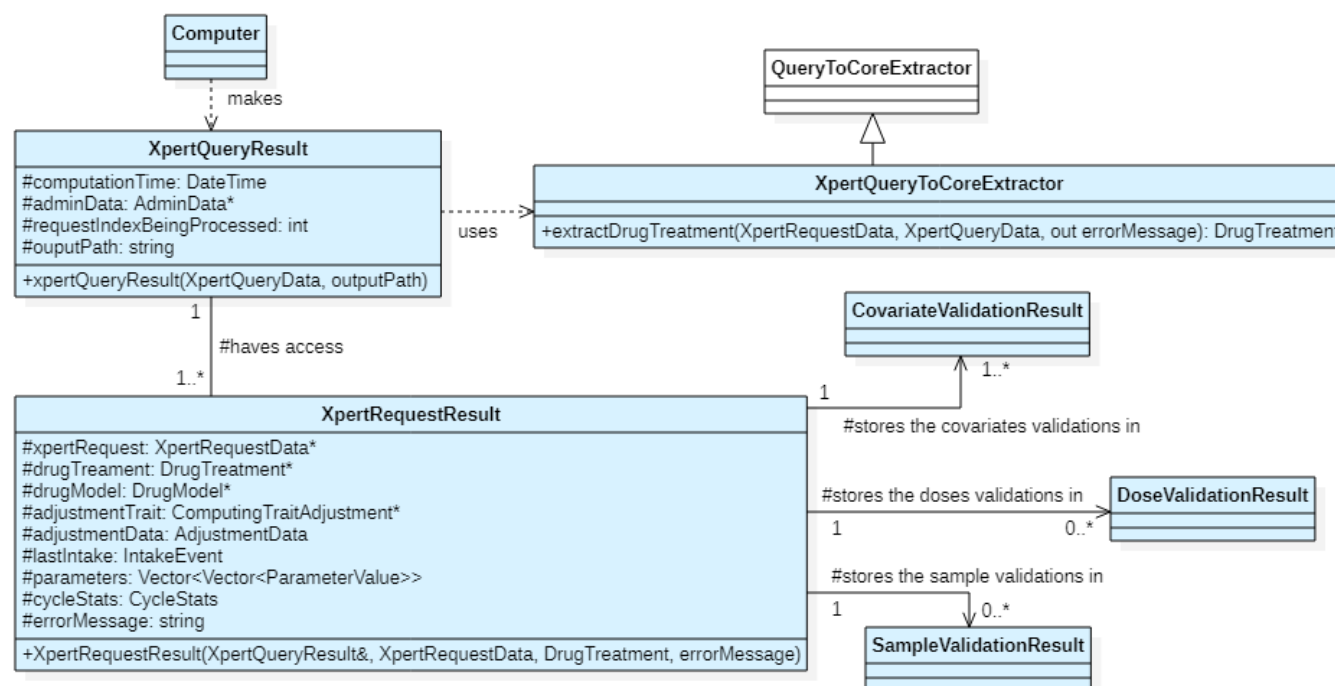 Computer
makes
QueryToCoreExtractor
XpertQueryResult
#computationTime: DateTime
#adminData: AdminData*
#requestIndexBeingProcessed: int
#ouputPath: string
+xpertQueryResult(XpertQueryData, outputPath)
uses
XpertQueryToCoreExtractor
+extractDrugTreatment(XpertRequestData, XpertQueryData, out errorMessage): DrugTreatment
1
#haves access
1..*
CovariateValidationResult
1..*
1
#stores the covariates validations in
XpertRequestResult
#xpertRequest: XpertRequestData*
#drugTreament: DrugTreatment*
#drugModel: DrugModel*
#adjustmentTrait: ComputingTraitAdjustment*
#adjustmentData: AdjustmentData
#lastIntake: IntakeEvent
#parameters: Vector<Vector<ParameterValue>>
#cycleStats: CycleStats
#errorMessage: string
+XpertRequestResult(XpertQueryResult&, XpertRequestData, DrugTreatment, errorMessage)
#stores the doses validations in
1
0..*
DoseValidationResult
#stores the sample validations in
1
0..*
SampleValidationResult